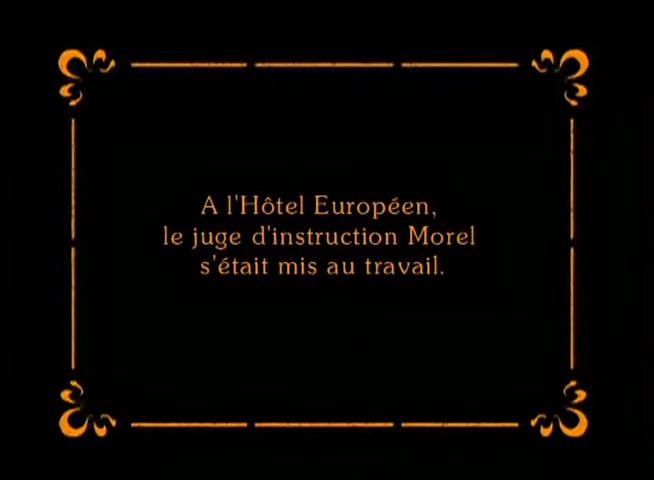 A l'Hôtel Européen,
le juge d'instruction Morel
s'était mis au travail.